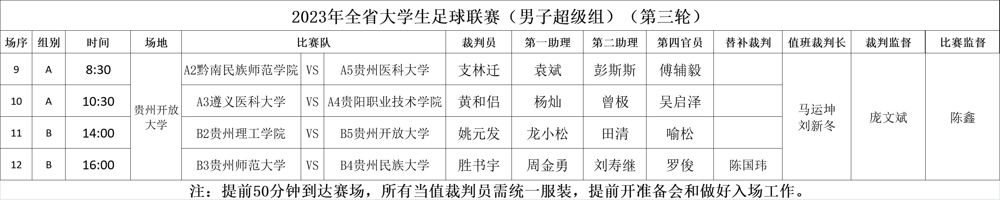 2023年全省大学生足球联赛（男子超级组）（第三轮）
场序 组别 时间 场地 比赛队 裁判员 第一助理 第二助理 第四官员 替补裁判 值班裁判长 裁判监督 比赛监督
9 A 8:30 A2黔南民族师范学院 VS A5贵州医科大学 支林迁 袁斌 彭斯斯 傅辅毅
10 A 10:30 A3遵义医科大学 VS A4贵阳职业技术学院 黄和侣 杨灿 曾极 吴启泽
贵州开放
大学
马运坤
刘新冬
庞文斌
陈鑫
11 B 14:00 B2贵州理工学院 VS B5贵州开放大学 姚元发 龙小松 田清 喻松
12 B 16:00 B3贵州师范大学 VS B4贵州民族大学 胜书宇 周金勇 刘寿继 罗俊 陈国玮
注：提前50分钟到达赛场，所有当值裁判员需统一服装，提前开准备会和做好入场工作。